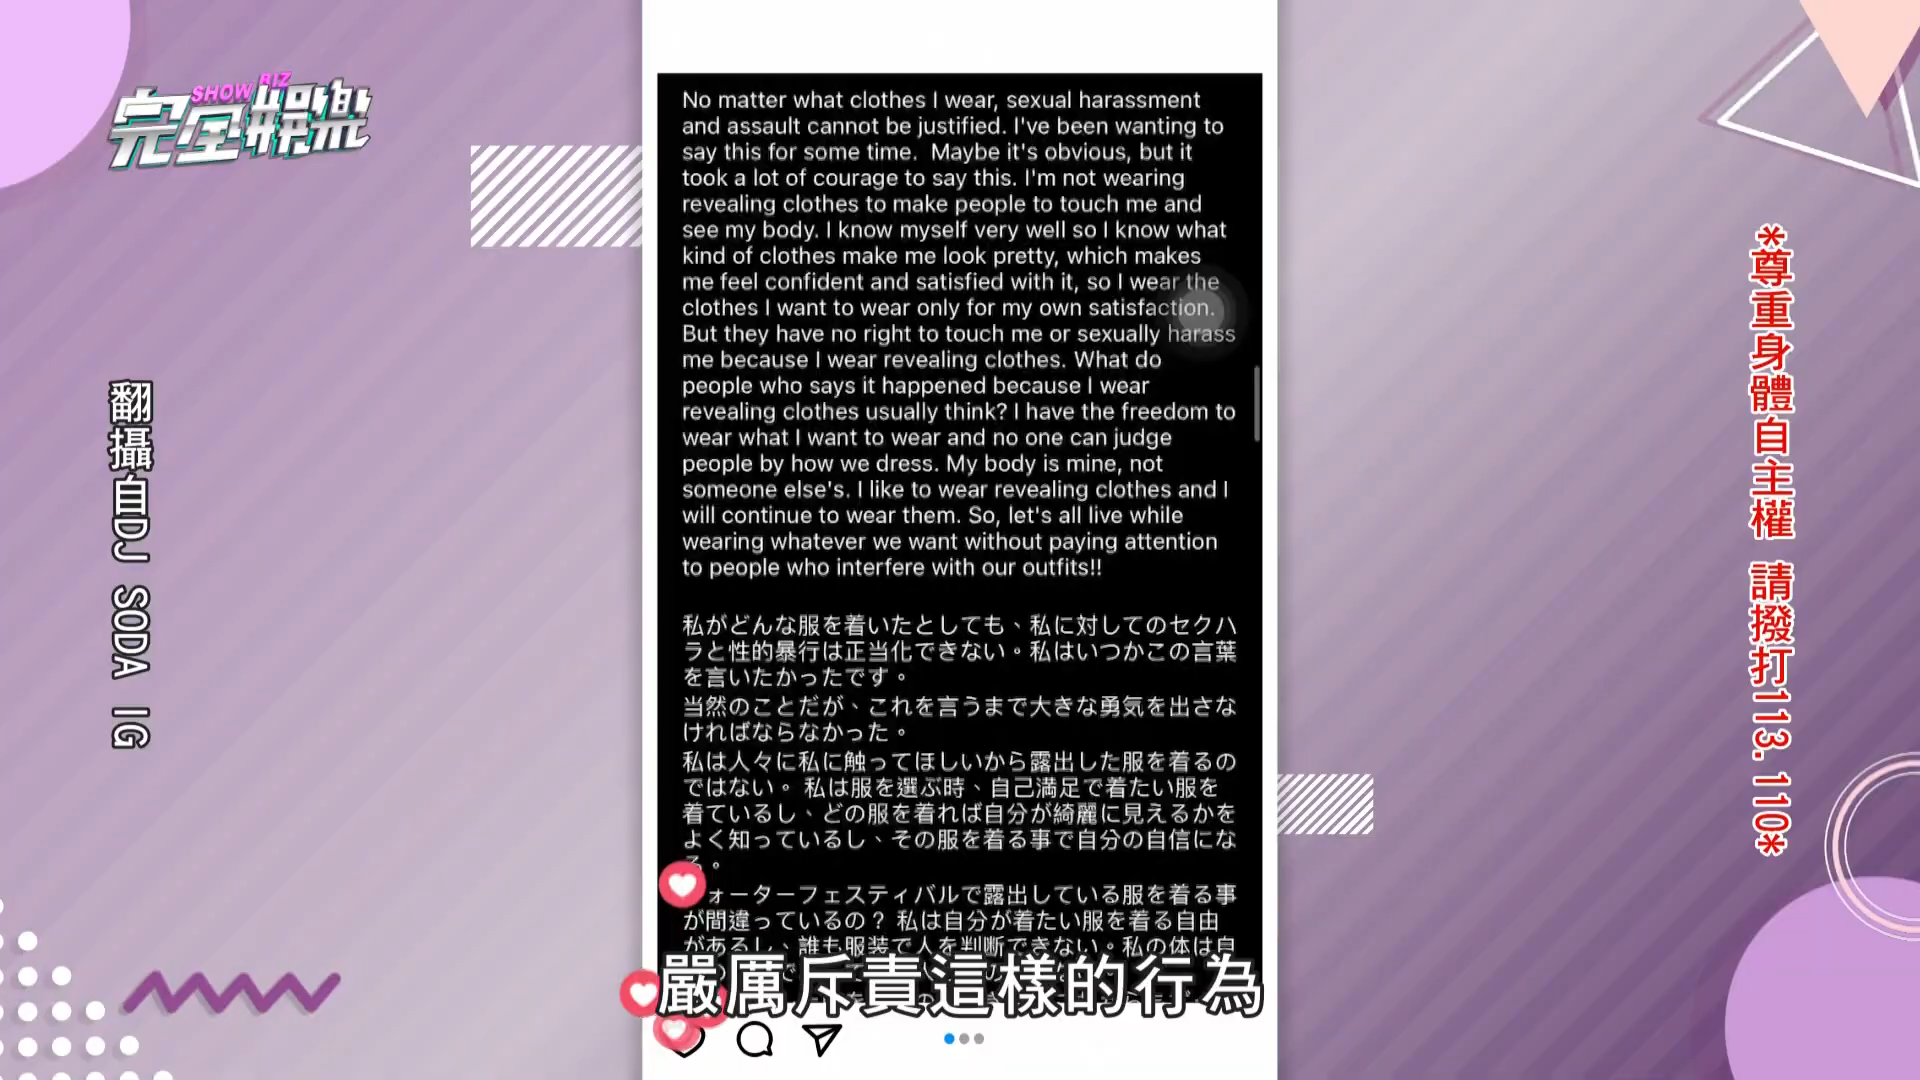 SHOW BIZ
完全娛樂
翻攝自DJ SODA IG
No matter what clothes I wear, sexual harassment
and assault cannot be justified. I've been wanting to
say this for some time.  Maybe it's obvious, but it
took a lot of courage to say this. I'm not wearing
revealing clothes to make people to touch me and
see my body. I know myself very well so I know what
kind of clothes make me look pretty, which makes
me feel confident and satisfied with it, so I wear the
clothes I want to wear only for my own satisfaction.
But they have no right to touch me or sexually harass
me because I wear revealing clothes. What do
people who says it happened because I wear
revealing clothes usually think? I have the freedom to
wear what I want to wear and no one can judge
people by how we dress. My body is mine, not
someone else's. I like to wear revealing clothes and I
will continue to wear them. So, let's all live while
wearing whatever we want without paying attention
to people who interfere with our outfits!!
私がどんな服を着いたとしても、私に対してのセクハ
ラと性的暴行は正当化できない。私はいつかこの言葉
を言いたかったです。
当然のことだが、これを言うまで大きな勇気を出さな
ければならなかった。
私は人々に私に触ってほしいから露出した服を着るの
ではない。 私は服を選ぶ時、自己満足で着たい服を
着ているし、どの服を着れば自分が綺麗に見えるかを
よく知っているし、その服を着る事で自分の自信にな
る。
ォーターフェスティバルで露出している服を着る事
が間違っているの？ 私は自分が着たい服を着る自由
があるし、誰も服装で人を判断できない。私の体は自
嚴厲斥責這樣的行為
*尊重身體自主權 請撥打113.110*